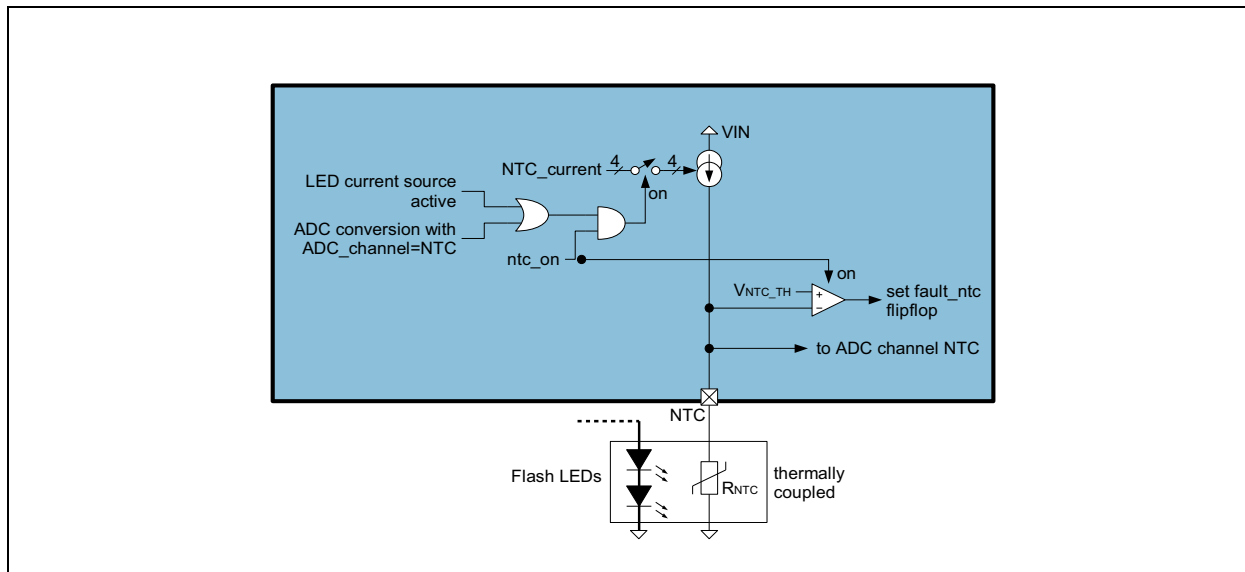 VIN
NTC_current
4
4
LED current source
active
on
ADC conversion with
ADC_channel=NTC
ntc_on
on
VNTC_TH
+
−
set fault_ntc
flipflop
to ADC channel NTC
NTC
Flash LEDs
RNTC
thermally
coupled